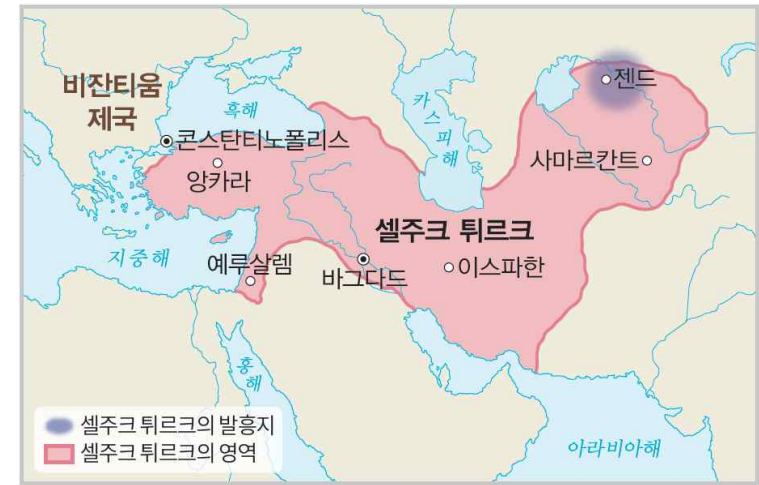 비잔티움
제국
흑해
카스피해
젠드
콘스탄티노폴리스
앙카라
사마르칸트
셀주크 튀르크
지중해
예루살렘
바그다드
이스파한
홍해
아라비아해
셀주크 튀르크의 발흥지
셀주크 튀르크의 영역